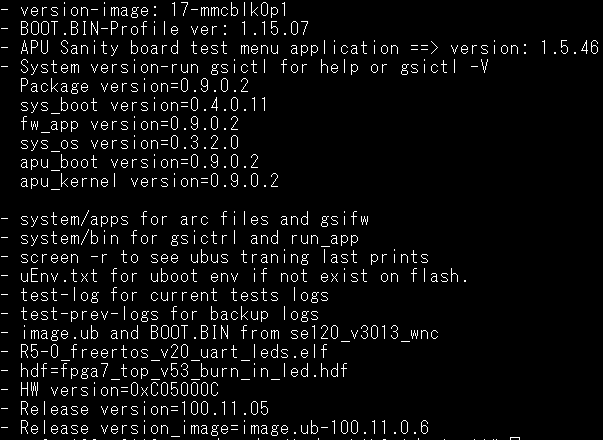 - version-image: 17-mmcblk0p1
- BOOT.BIN-Profile ver: 1.15.07
- APU Sanity board test menu application ==> version: 1.5.46
- System version-run gsictl for help or gsictl -V
Package version=0.9.0.2
sys_boot version=0.4.0.11
fw_app version=0.9.0.2
sys_os version=0.3.2.0
apu_boot version=0.9.0.2
apu_kernel version=0.9.0.2
- system/apps for arc files and gsifw
- system/bin for gsictrl and run_app
- screen -r to see ubus traning last prints
- uEnv.txt for uboot env if not exist on flash.
- test-log for current tests logs
- test-prev-logs for backup logs
- image.ub and BOOT.BIN from se120_v3013_wnc
- R5-0_freertos_v20_uart_leds.elf
- hdf=fpga7_top_v53_burn_in_led.hdf
- HW version=0xC05000C
- Release version=100.11.05
- Release version_image=image.ub-100.11.0.6